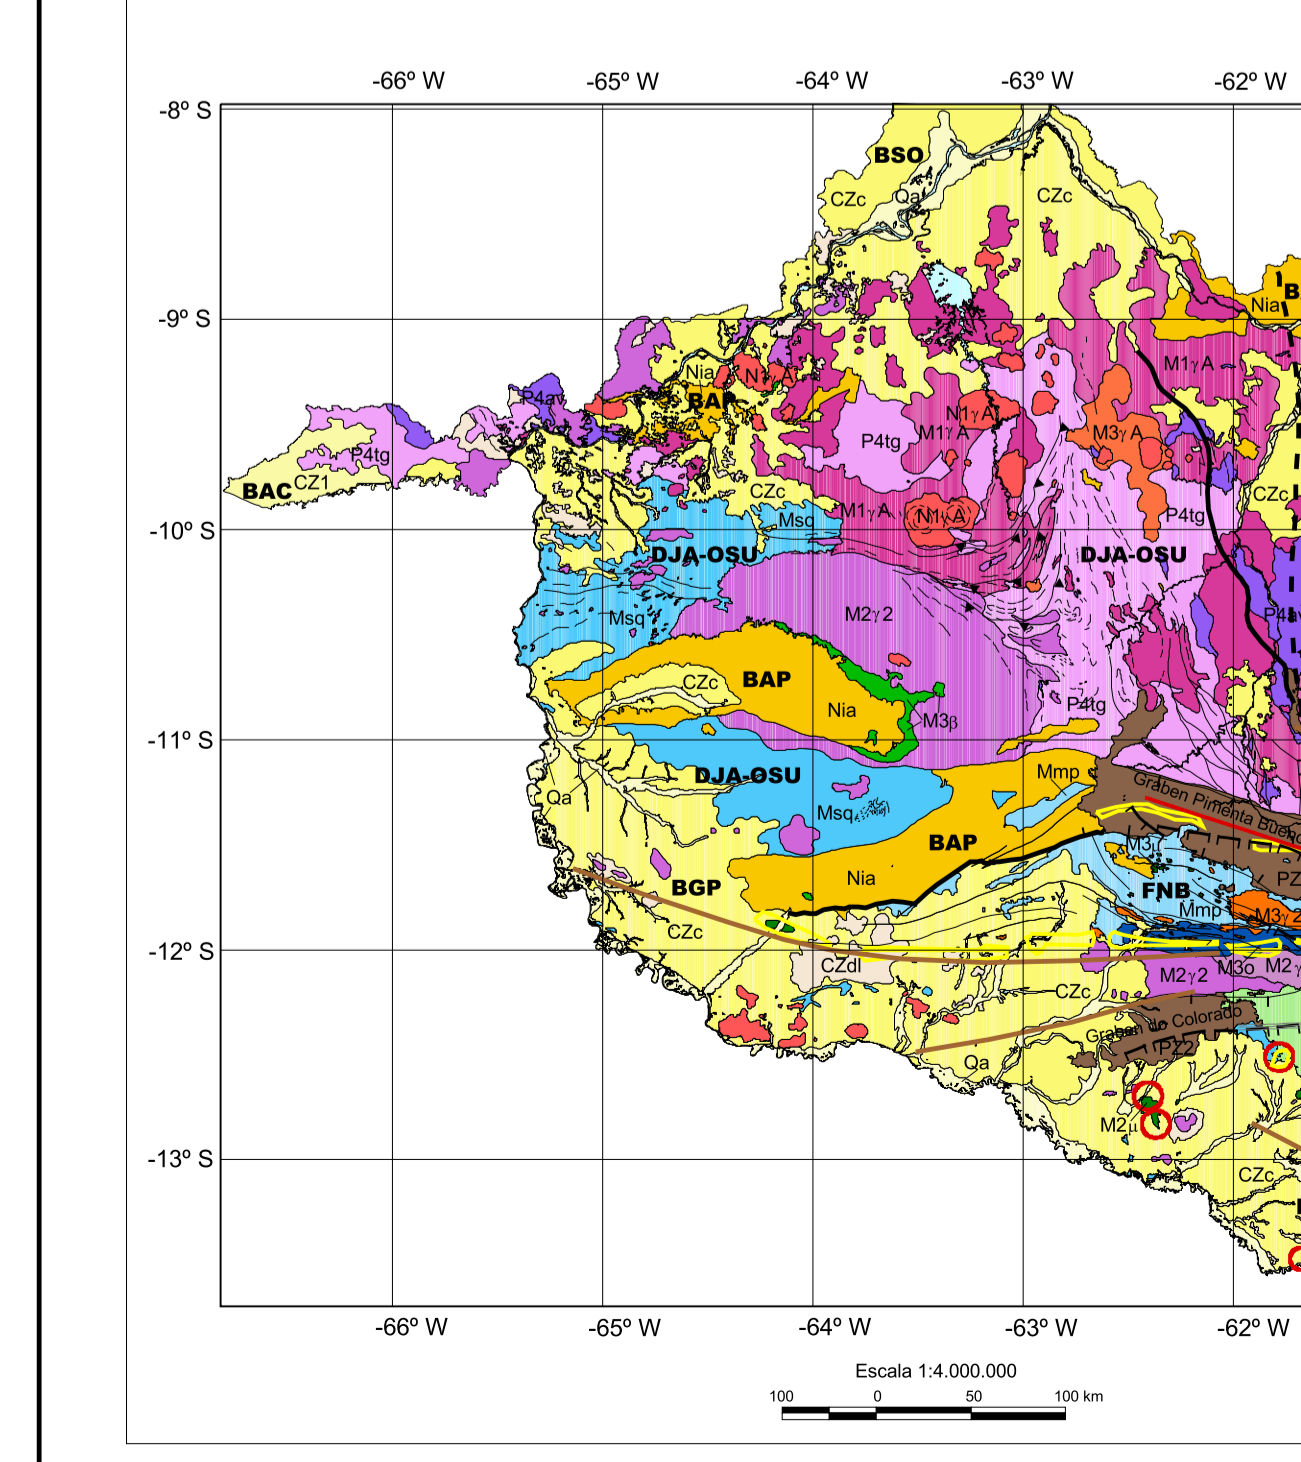 -66º W -65º W -64º W -63º W -62º W
-8º S
BSO
CZc Qa CZc
-9º S
Nia
Nia N1γA M1γA
P4av BAP
N1γA
P4tg M1γA M3γA
P4tg
BAC CZ1 CZc CZc
M1γA N1γA P4tg
Msq
-10º S
DJA-OSU DJA-OSU
Msq M2γ2
BAP
CZc
Nia M3β P4tg
-11º S
DJA-OSU Mmp
Qa Graben Pimenta Bueno
Msq
BAP
Nia FNB
BGP Mmp M3γ2
CZc
-12º S
CZdl M2γ2 M3o
CZc
Graben do Colorado
PZ2
Qa
M2μ
-13º S
CZc
-66º W -65º W -64º W -63º W -62º W
Escala 1:4.000.000
100 0 50 100 km